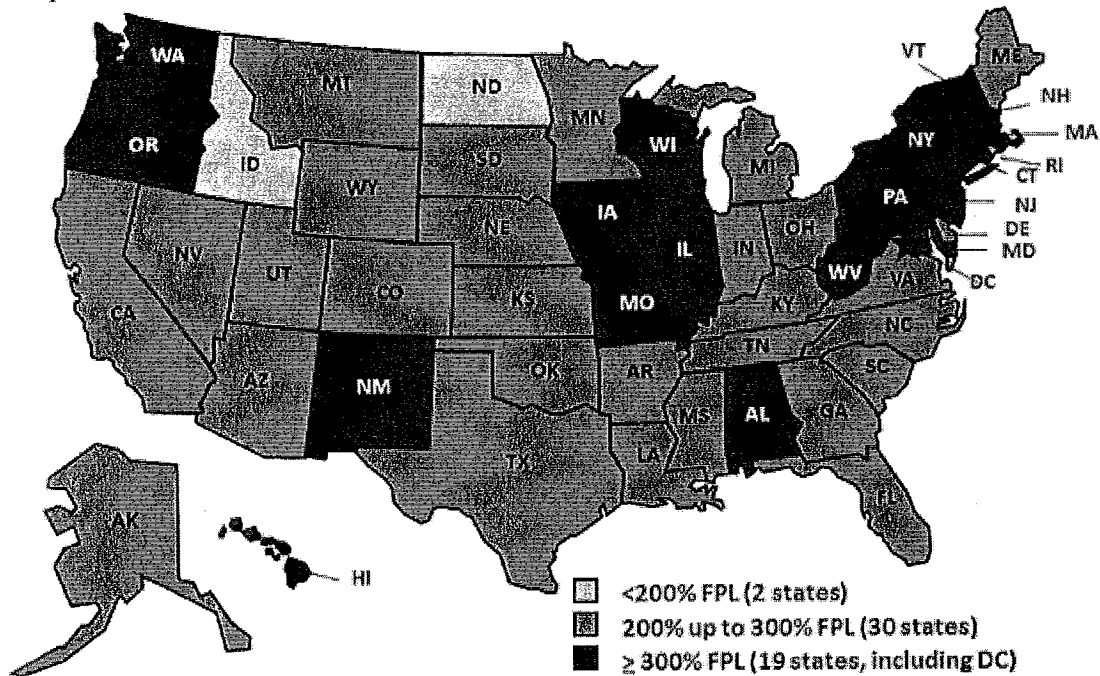 WA
MT
ND
MN
VT
ME
NH
OR
ID
WY
SD
WI
MI
NY
MA
RI
CT
NV
UT
CO
NE
IA
IL
IN
OH
PA
NJ
DE
MD
DC
CA
KS
MO
KY
WV
VA
AZ
NM
OK
AR
TN
NC
SC
TX
LA
MS
AL
GA
FL
AK
HI
<200% FPL (2 states)
200% up to 300% FPL (30 states)
≥ 300% FPL (19 states, including DC)